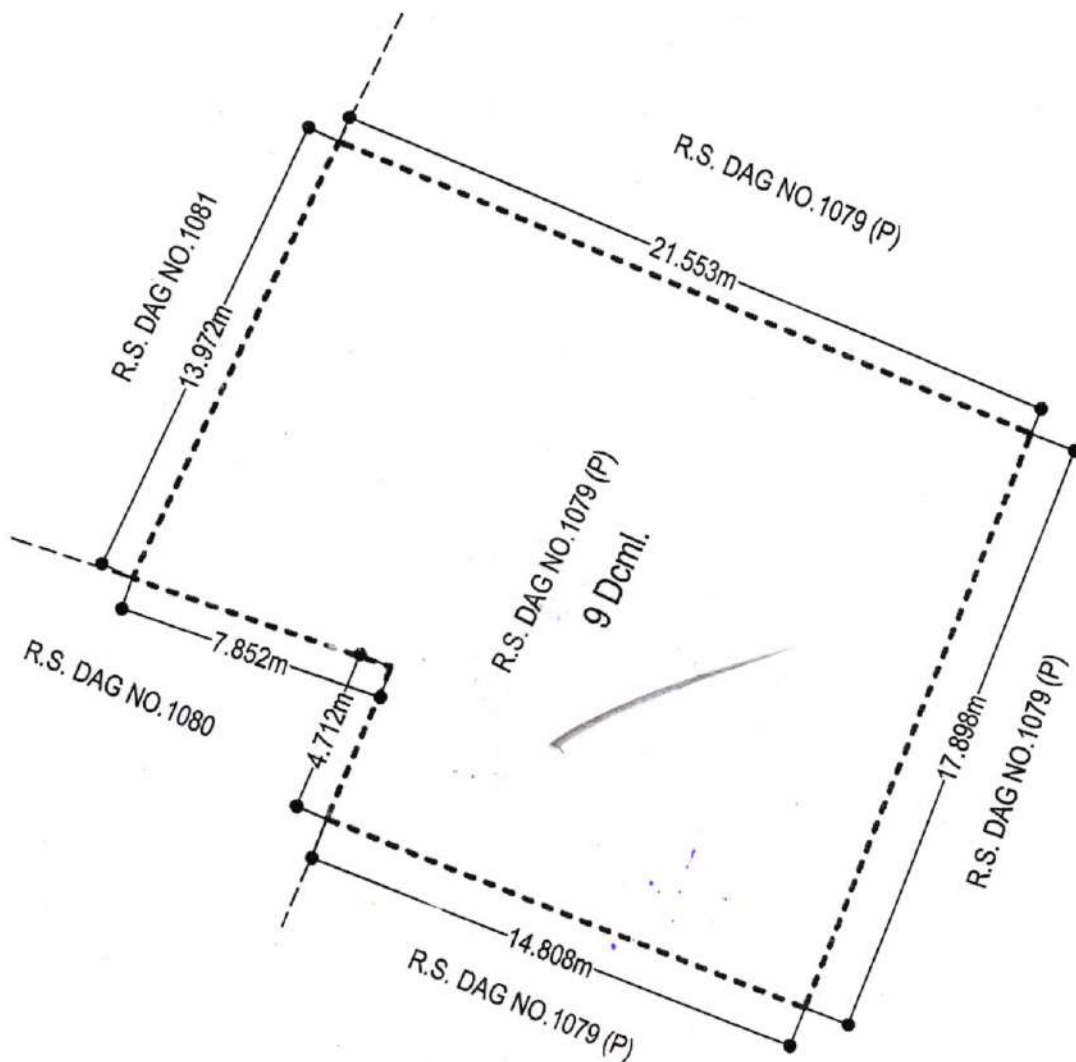 R.S. DAG NO.1079 (P)
21.553m
R.S. DAG NO.1081
13.972m
R.S. DAG NO.1079 (P)
9 Dcml.
7.852m
R.S. DAG NO.1080
4.712m
17.898m
R.S. DAG NO.1079 (P)
14.808m
R.S. DAG NO.1079 (P)